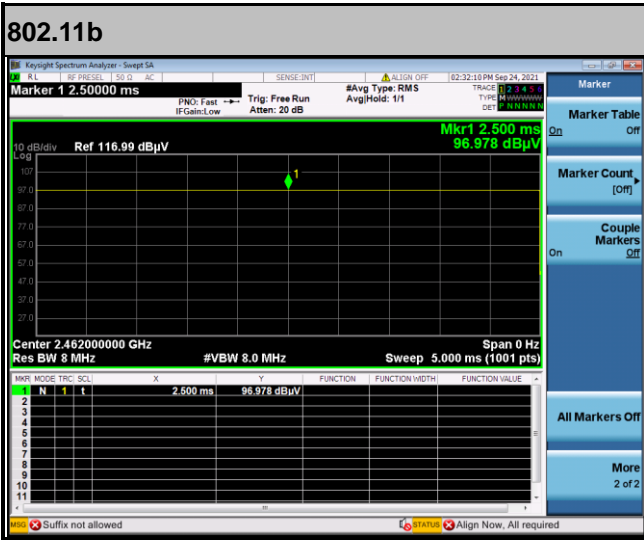 802.11b
Keysight Spectrum Analyzer - Swept SA
RL RF PRESEL 50 Ω AC SENSE:INT ALIGN OFF 02:32:10 PM Sep 24, 2021
Marker 1 2.50000 ms
PNO: Fast
IFGain:Low
Trig: Free Run
Atten: 20 dB
#Avg Type: RMS
Avg|Hold: 1/1
TRACE 1 2 3 4 5 6
TYPE M WWWWW
DET P N N N N N
Mkr1 2.500 ms
96.978 dBµV
10 dB/div Ref 116.99 dBµV
Log
1
107
97.0
87.0
77.0
67.0
57.0
47.0
37.0
27.0
Center 2.462000000 GHz Span 0 Hz
Res BW 8 MHz #VBW 8.0 MHz Sweep 5.000 ms (1001 pts)
MKR MODE TRC SCL X Y FUNCTION FUNCTION WIDTH FUNCTION VALUE
1 N 1 t 2.500 ms 96.978 dBµV
2
3
4
5
6
7
8
9
10
11
MSG Suffix not allowed STATUS Align Now, All required
Marker
Marker Table
On Off
Marker Count
[Off]
Couple
Markers
On Off
All Markers Off
More
2 of 2